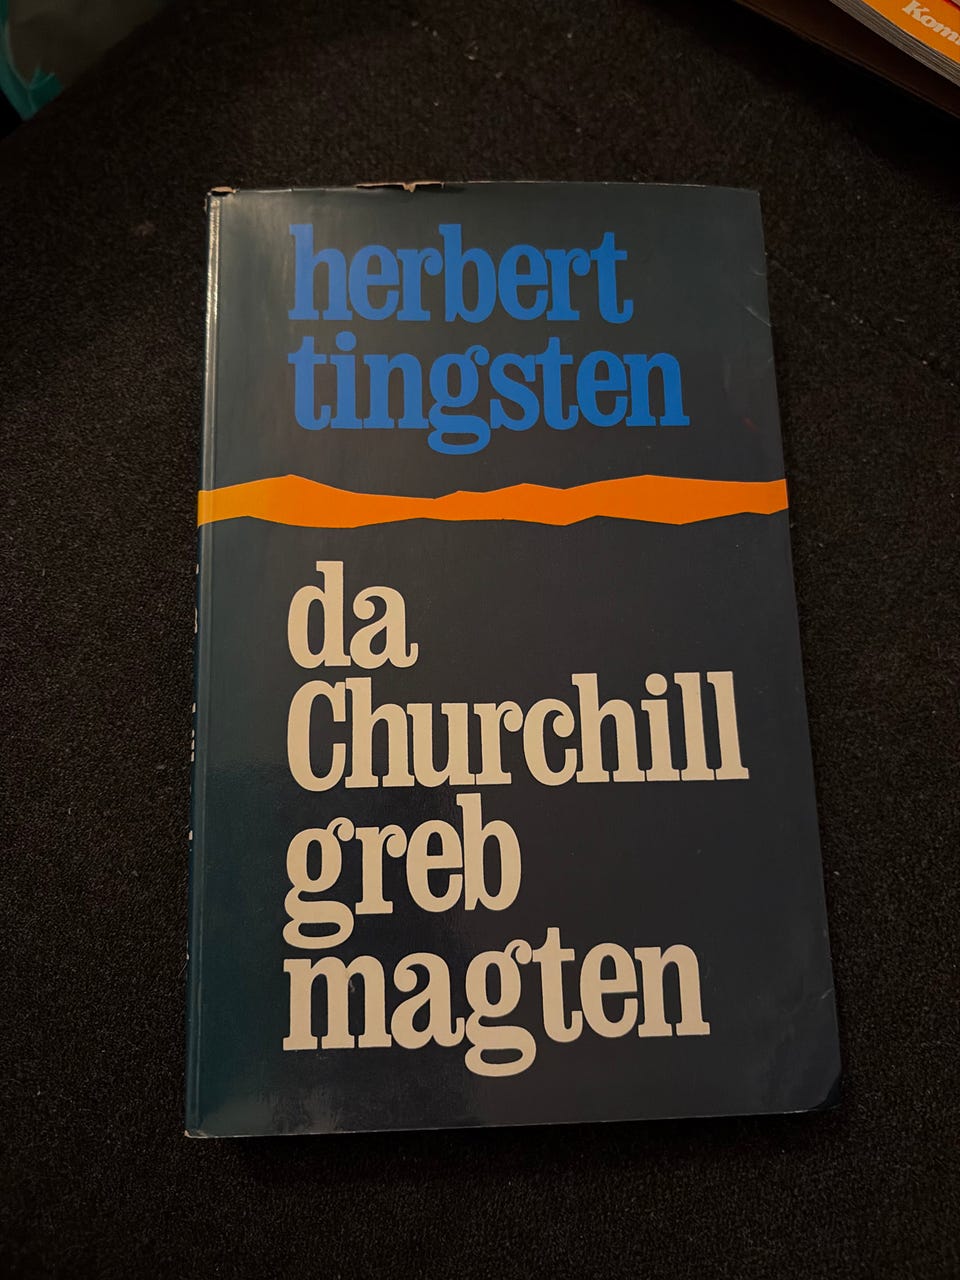 herbert
tingsten
da
Churchill
greb
magten